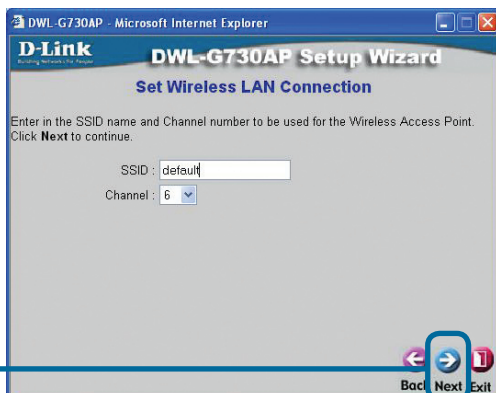 DWL-G730AP - Microsoft Internet Explorer
D-Link
Building Networks for People
DWL-G730AP Setup Wizard
Set Wireless LAN Connection
Enter in the SSID name and Channel number to be used for the Wireless Access Point.
Click Next to continue.
SSID : default
Channel : 6
Back Next Exit